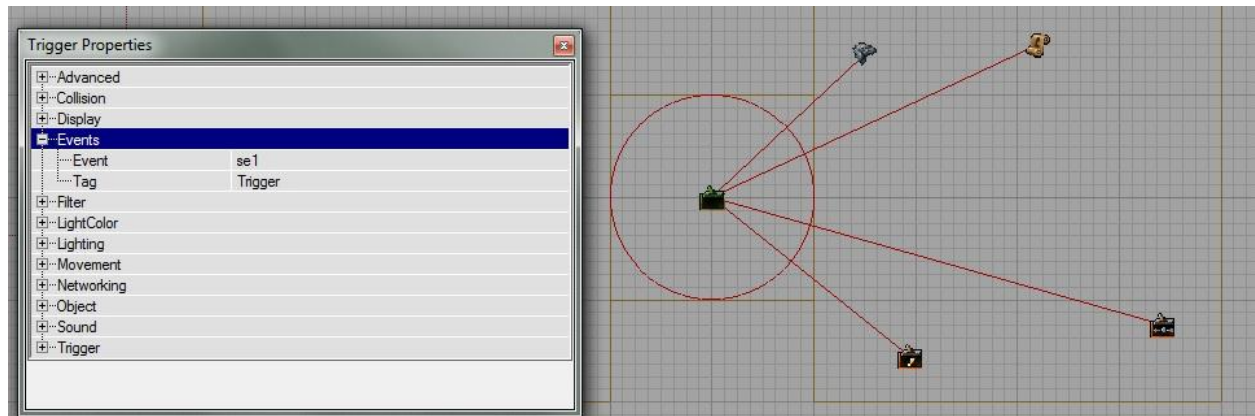 Trigger Properties
Advanced
Collision
Display
Events
Event se1
Tag Trigger
Filter
LightColor
Lighting
Movement
Networking
Object
Sound
Trigger